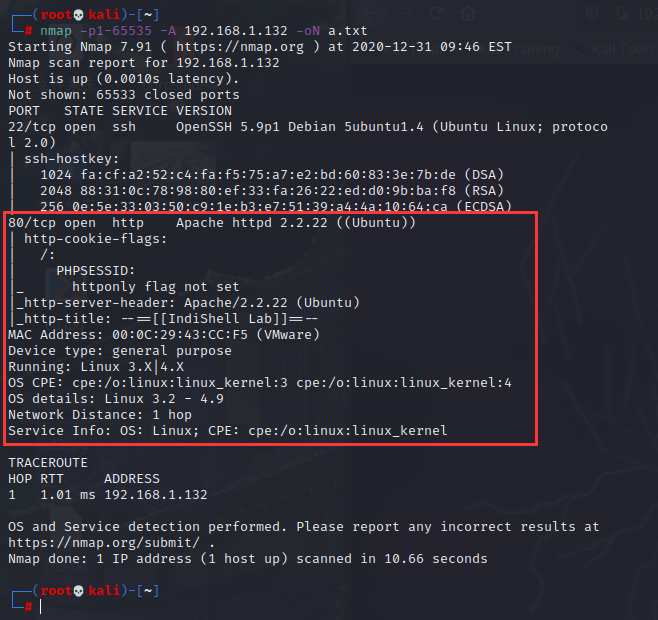 ┌──(root💀kali)-[~]
└─# nmap -p1-65535 -A 192.168.1.132 -oN a.txt
Starting Nmap 7.91 ( https://nmap.org ) at 2020-12-31 09:46 EST
Nmap scan report for 192.168.1.132
Host is up (0.0010s latency).
Not shown: 65533 closed ports
PORT   STATE SERVICE VERSION
22/tcp open  ssh     OpenSSH 5.9p1 Debian 5ubuntu1.4 (Ubuntu Linux; protoco
l 2.0)
| ssh-hostkey:
|   1024 fa:cf:a2:52:c4:fa:f5:75:a7:e2:bd:60:83:3e:7b:de (DSA)
|   2048 88:31:0c:78:98:80:ef:33:fa:26:22:ed:d0:9b:ba:f8 (RSA)
|_  256 0e:5e:33:03:50:c9:1e:b3:e7:51:39:a4:4a:10:64:ca (ECDSA)
80/tcp open  http    Apache httpd 2.2.22 ((Ubuntu))
| http-cookie-flags:
|   /:
|     PHPSESSID:
|_      httponly flag not set
|_http-server-header: Apache/2.2.22 (Ubuntu)
|_http-title: --==[[IndiShell Lab]]==--
MAC Address: 00:0C:29:43:CC:F5 (VMware)
Device type: general purpose
Running: Linux 3.X|4.X
OS CPE: cpe:/o:linux:linux_kernel:3 cpe:/o:linux:linux_kernel:4
OS details: Linux 3.2 - 4.9
Network Distance: 1 hop
Service Info: OS: Linux; CPE: cpe:/o:linux:linux_kernel
TRACEROUTE
HOP RTT     ADDRESS
1   1.01 ms 192.168.1.132
OS and Service detection performed. Please report any incorrect results at
https://nmap.org/submit/ .
Nmap done: 1 IP address (1 host up) scanned in 10.66 seconds
┌──(root💀kali)-[~]
└─#